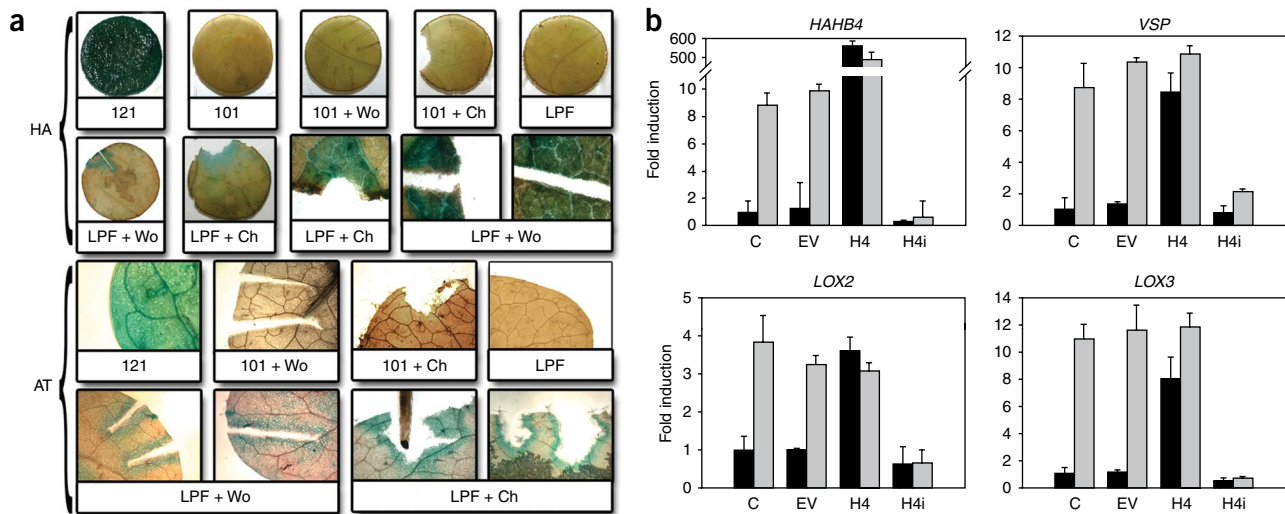 a
HA
121
101
101 + Wo
101 + Ch
LPF
LPF + Wo
LPF + Ch
LPF + Ch
LPF + Wo
AT
121
101 + Wo
101 + Ch
LPF
LPF + Wo
LPF + Ch
b
HAHB4
Fold induction
600
500
10
8
6
4
2
0
C EV H4 H4i
VSP
12
10
8
6
4
2
0
C EV H4 H4i
LOX2
Fold induction
5
4
3
2
1
0
C EV H4 H4i
LOX3
14
12
10
8
6
4
2
0
C EV H4 H4i